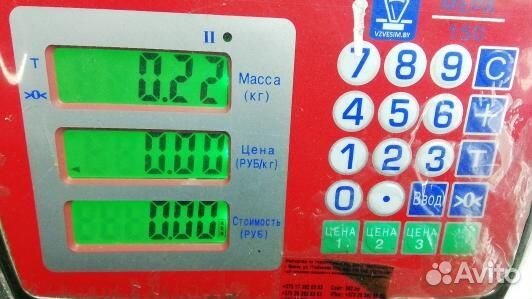 VZVESIM.BY
II
T
>0<
0.22
Масса
(кг)
0.00
Цена
(РУБ/кг)
0.00
Стоимость
(РУБ)
7 8 9 C
4 5 6
1 2 3 T
0 . Ввод >0<
ЦЕНА 1
ЦЕНА 2
ЦЕНА 3
Avito